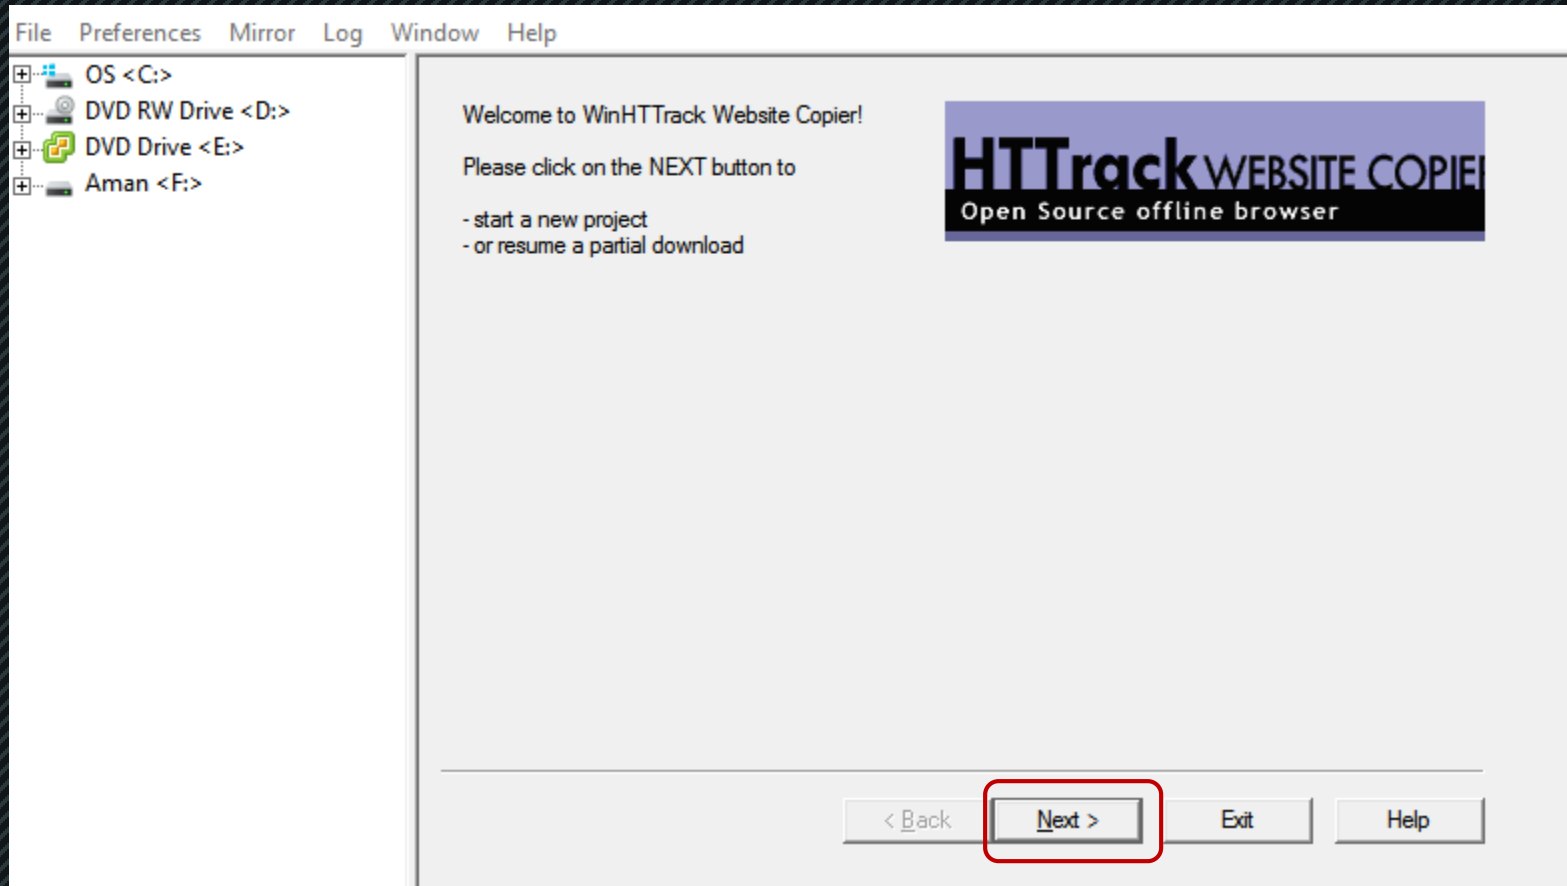 File Preferences Mirror Log Window Help
OS <C:>
DVD RW Drive <D:>
DVD Drive <E:>
Aman <F:>
Welcome to WinHTTrack Website Copier!
Please click on the NEXT button to
- start a new project
- or resume a partial download
HTTrack WEBSITE COPIER
Open Source offline browser
< Back Next > Exit Help